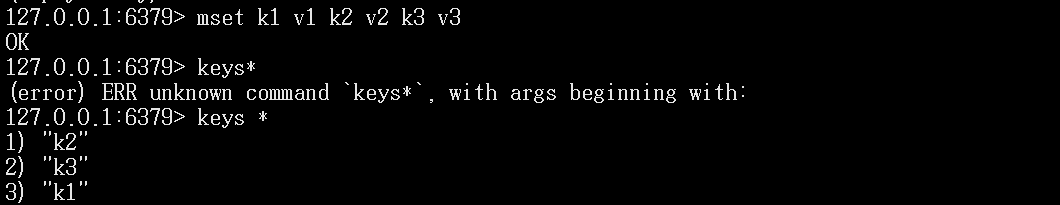 127.0.0.1:6379> mset k1 v1 k2 v2 k3 v3
OK
127.0.0.1:6379> keys*
(error) ERR unknown command `keys*`, with args beginning with:
127.0.0.1:6379> keys *
1) "k2"
2) "k3"
3) "k1"